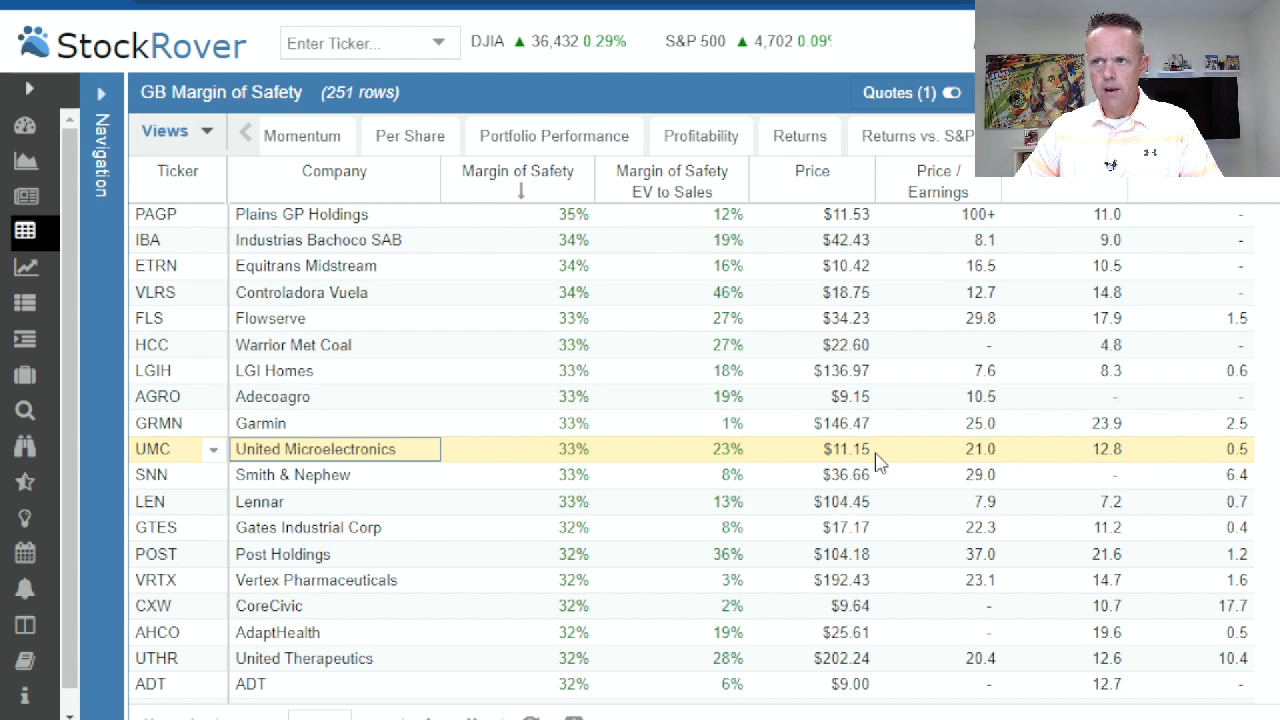 StockRover
Enter Ticker...
DJIA ▲ 36,432 0.29%
S&P 500 ▲ 4,702 0.09%
Navigation
GB Margin of Safety (251 rows)
Quotes (1)
Views Momentum Per Share Portfolio Performance Profitability Returns Returns vs. S&P
Ticker Company Margin of Safety Margin of Safety EV to Sales Price Price / Earnings
PAGP Plains GP Holdings 35% 12% $11.53 100+ 11.0 -
IBA Industrias Bachoco SAB 34% 19% $42.43 8.1 9.0 -
ETRN Equitrans Midstream 34% 16% $10.42 16.5 10.5 -
VLRS Controladora Vuela 34% 46% $18.75 12.7 14.8 -
FLS Flowserve 33% 27% $34.23 29.8 17.9 1.5
HCC Warrior Met Coal 33% 27% $22.60 - 4.8 -
LGIH LGI Homes 33% 18% $136.97 7.6 8.3 0.6
AGRO Adecoagro 33% 19% $9.15 10.5 - -
GRMN Garmin 33% 1% $146.47 25.0 23.9 2.5
UMC United Microelectronics 33% 23% $11.15 21.0 12.8 0.5
SNN Smith & Nephew 33% 8% $36.66 29.0 - 6.4
LEN Lennar 33% 13% $104.45 7.9 7.2 0.7
GTES Gates Industrial Corp 32% 8% $17.17 22.3 11.2 0.4
POST Post Holdings 32% 36% $104.18 37.0 21.6 1.2
VRTX Vertex Pharmaceuticals 32% 3% $192.43 23.1 14.7 1.6
CXW CoreCivic 32% 2% $9.64 - 10.7 17.7
AHCO AdaptHealth 32% 19% $25.61 - 19.6 0.5
UTHR United Therapeutics 32% 28% $202.24 20.4 12.6 10.4
ADT ADT 32% 6% $9.00 - 12.7 -